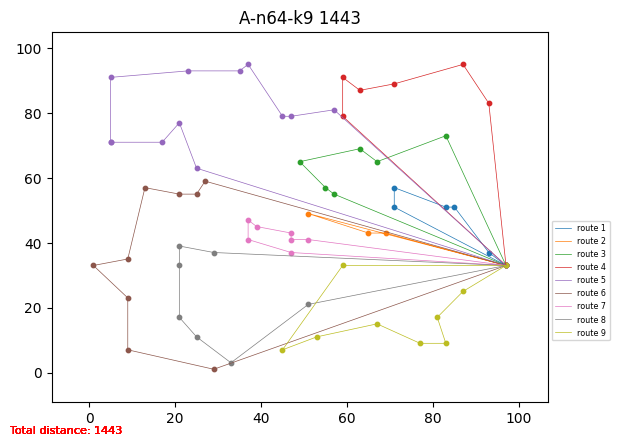 A-n64-k9 1443
100
80
60
40
20
0
0 20 40 60 80 100
route 1
route 2
route 3
route 4
route 5
route 6
route 7
route 8
route 9
Total distance: 1443